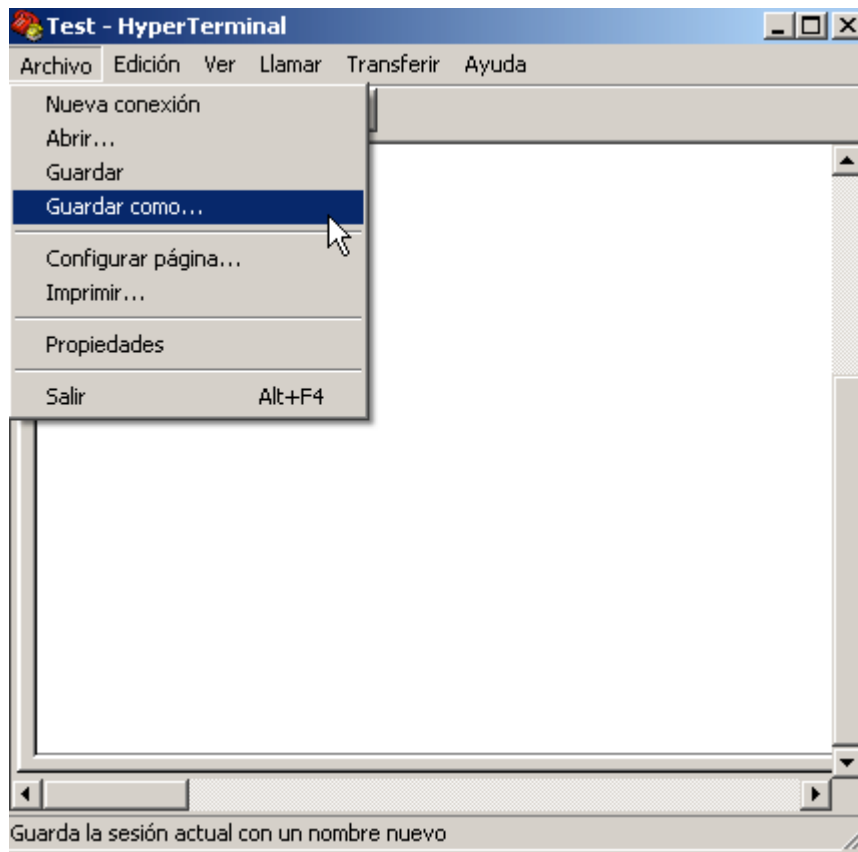 Test - HyperTerminal
Archivo Edición Ver Llamar Transferir Ayuda
Nueva conexión
Abrir...
Guardar
Guardar como...
Configurar página...
Imprimir...
Propiedades
Salir Alt+F4
Guarda la sesión actual con un nombre nuevo